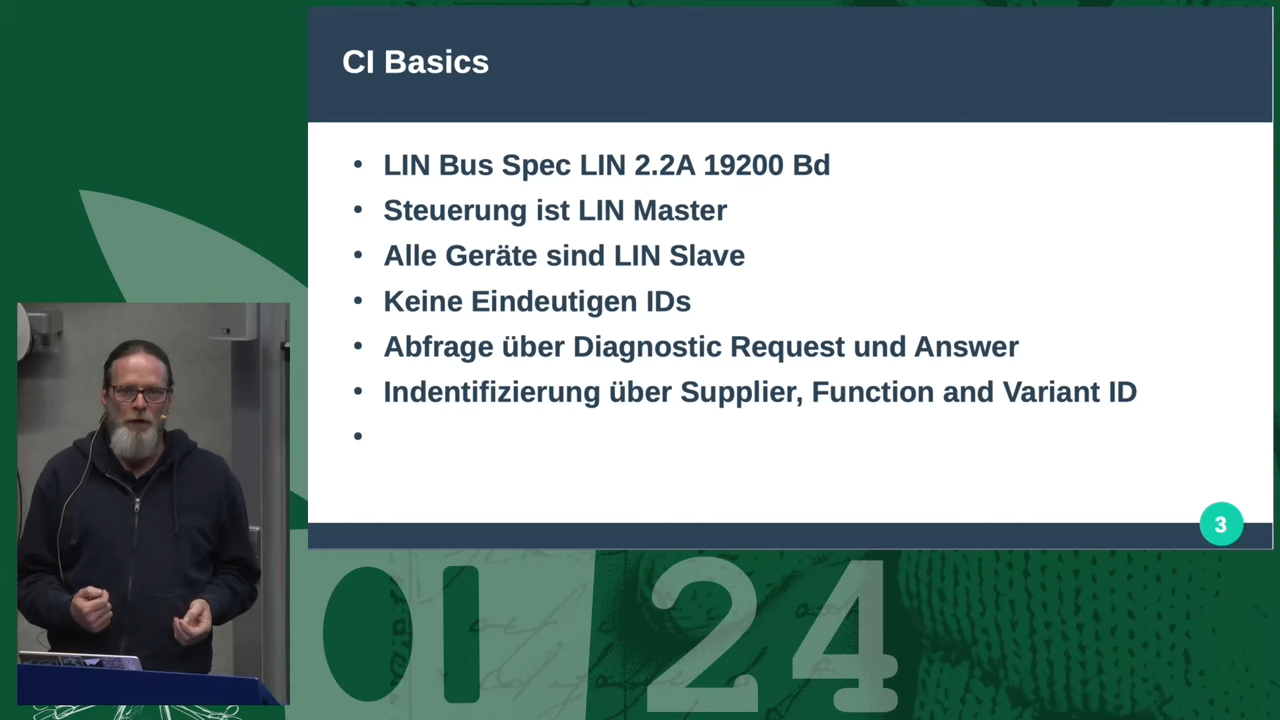 CI Basics
• LIN Bus Spec LIN 2.2A 19200 Bd
• Steuerung ist LIN Master
• Alle Geräte sind LIN Slave
• Keine Eindeutigen IDs
• Abfrage über Diagnostic Request und Answer
• Indentifizierung über Supplier, Function and Variant ID
•
3
24